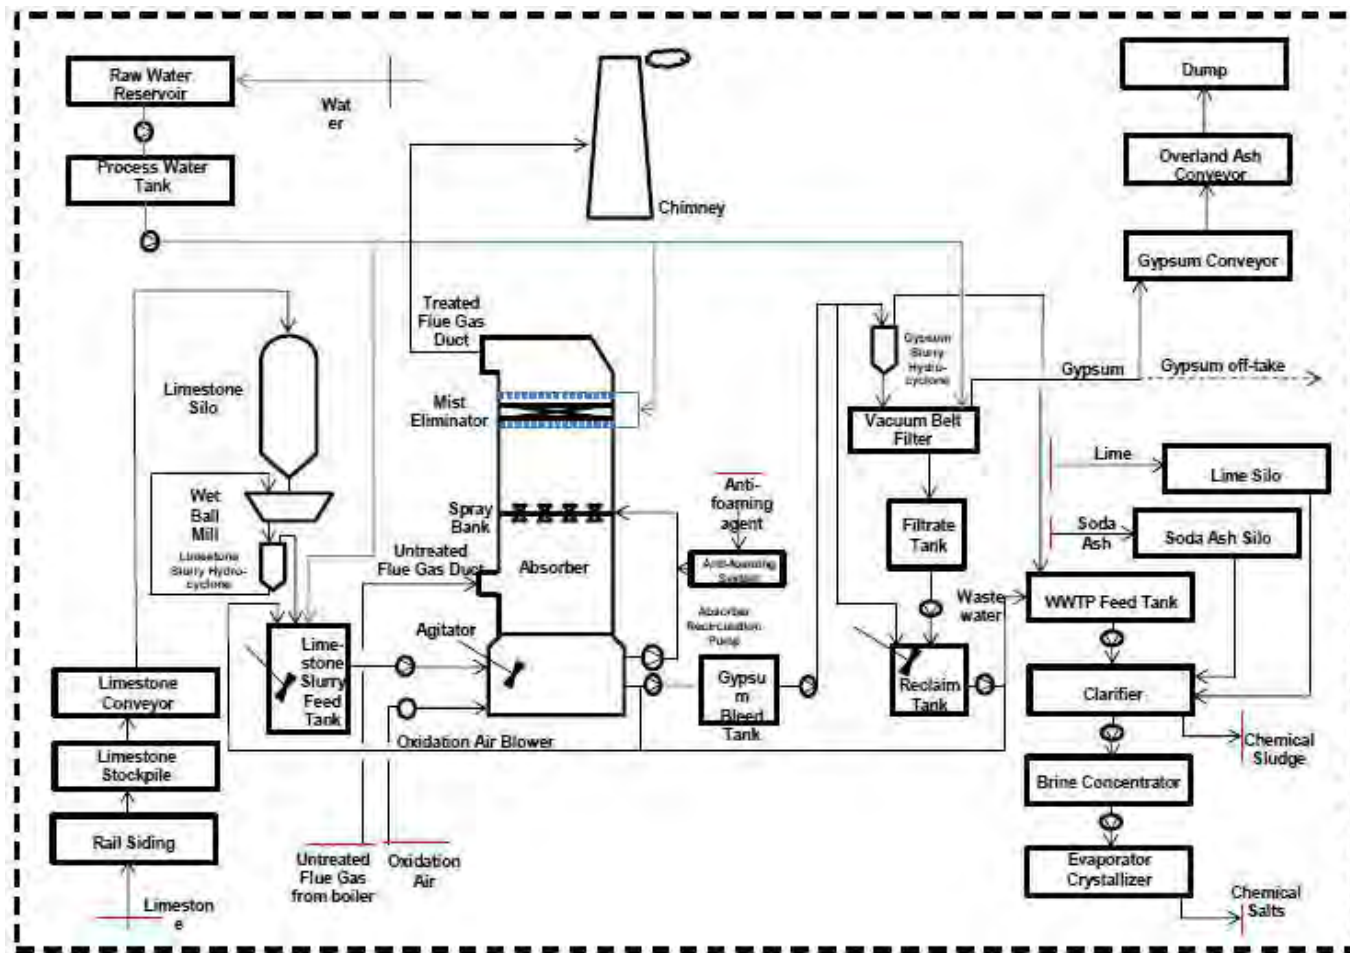 Raw Water
Reservoir
Wat
er
Process Water
Tank
Chimney
Dump
Overland Ash
Conveyor
Gypsum Conveyor
Gypsum
Gypsum off-take
Treated
Flue Gas
Duct
Limestone
Silo
Mist
Eliminator
Gypsum
Slurry
Hydro-
cyclone
Vacuum Belt
Filter
Lime
Lime Silo
Wet
Ball
Mill
Limestone
Slurry Hydro-
cyclone
Spray
Bank
Untreated
Flue Gas Duct
Absorber
Anti-
foaming
agent
Anti-foaming
System
Filtrate
Tank
Soda
Ash
Soda Ash Silo
Waste
water
WWTP Feed Tank
Absorber
Recirculation
Pump
Agitator
Lime-
stone
Slurry
Feed
Tank
Gypsu
m
Bleed
Tank
Reclaim
Tank
Clarifier
Limestone
Conveyor
Oxidation Air Blower
Chemical
Sludge
Limestone
Stockpile
Brine Concentrator
Rail Siding
Untreated
Flue Gas
from boiler
Oxidation
Air
Evaporator
Crystallizer
Chemical
Salts
Limeston
e